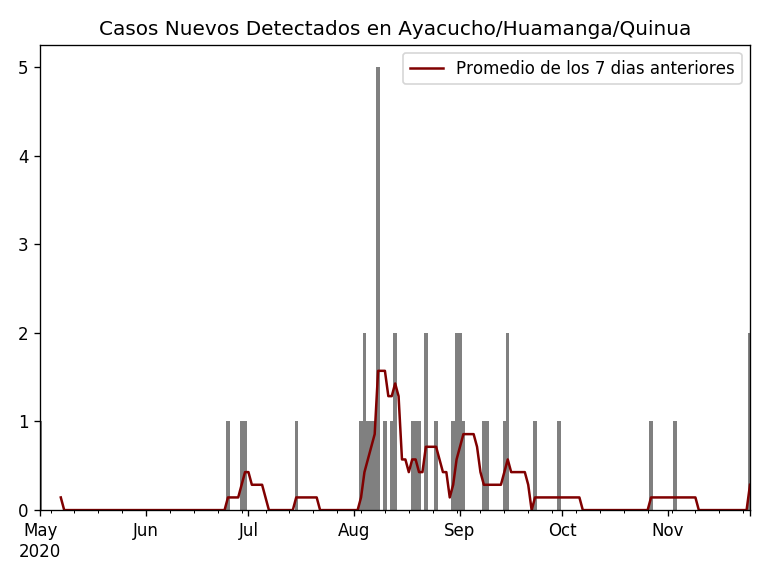 Casos Nuevos Detectados en Ayacucho/Huamanga/Quinua
Promedio de los 7 dias anteriores
5
4
3
2
1
0
May Jun Jul Aug Sep Oct Nov
2020